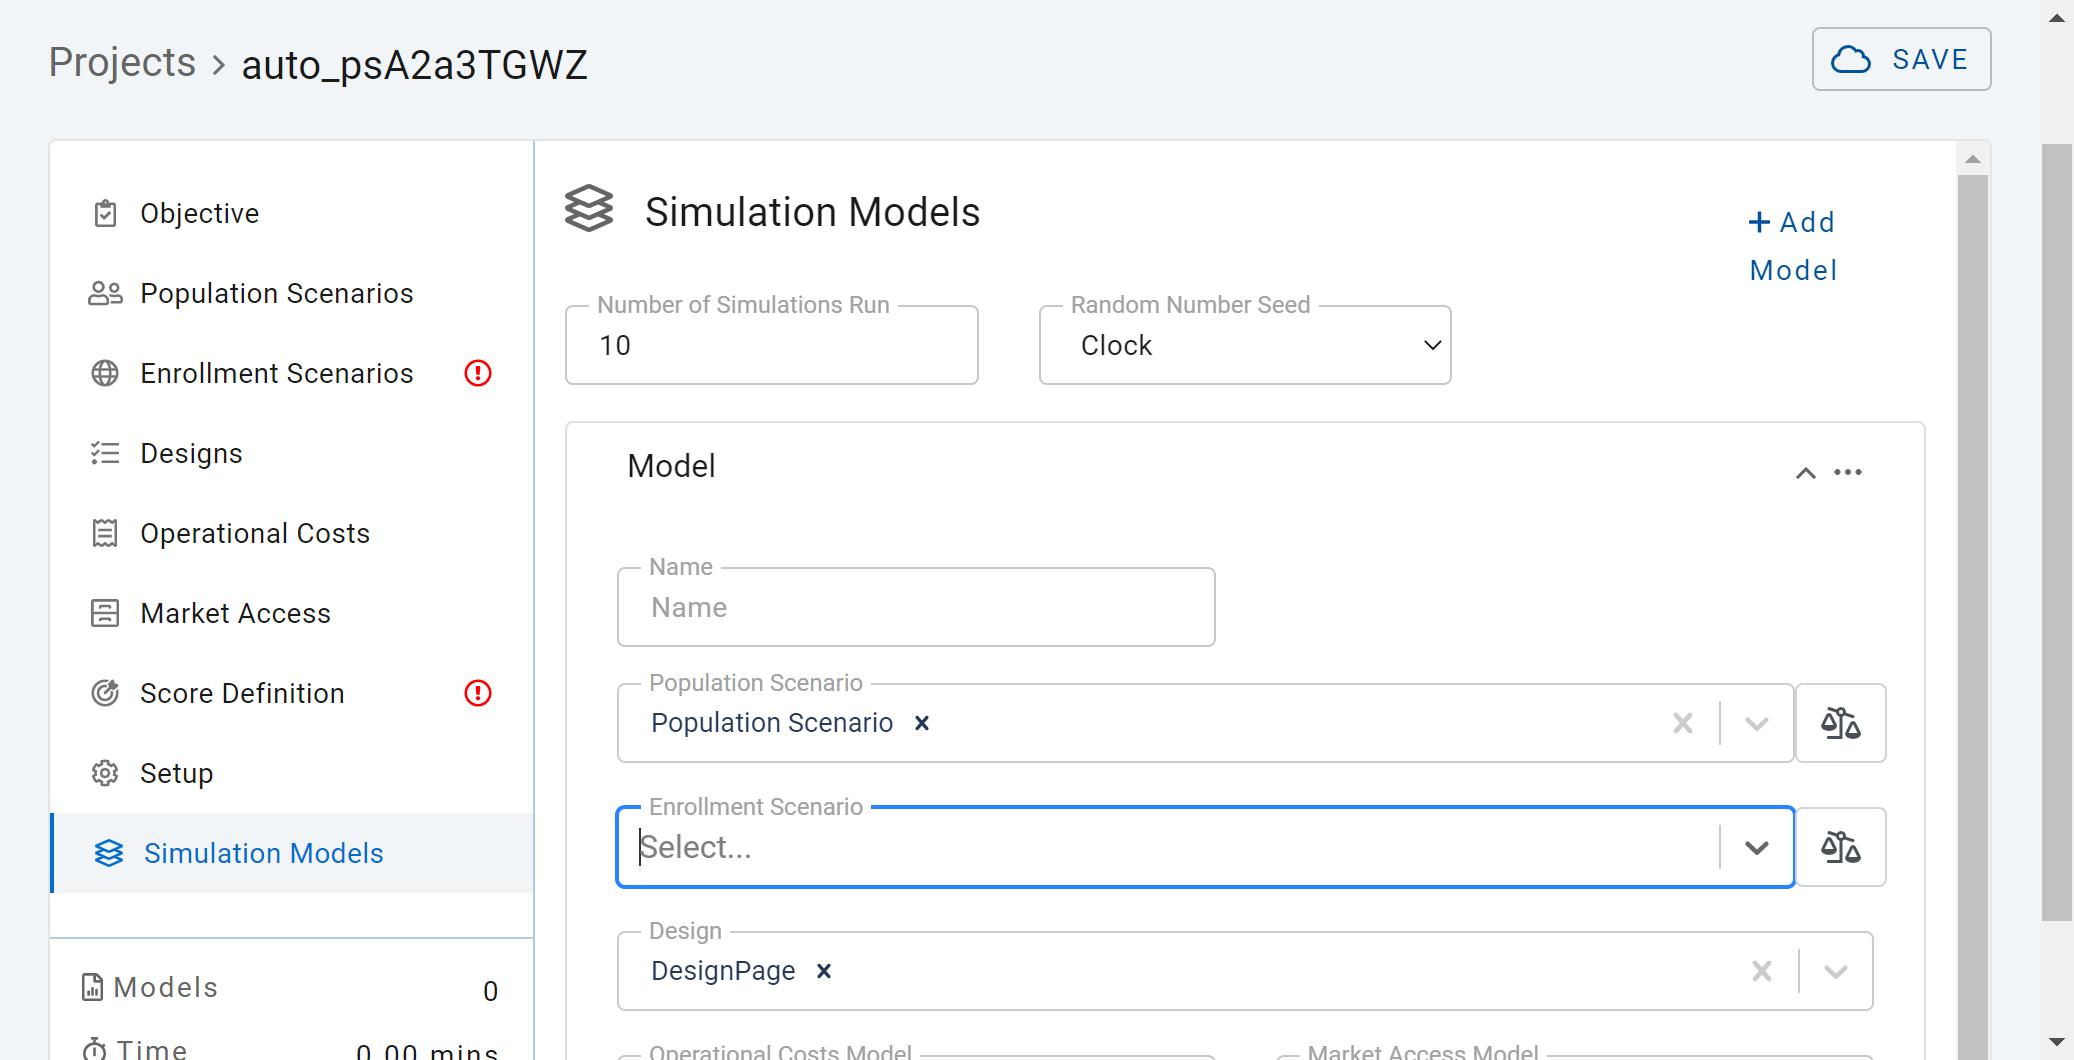 Projects > auto_psA2a3TGWZ
SAVE
Objective
Population Scenarios
Enrollment Scenarios
Designs
Operational Costs
Market Access
Score Definition
Setup
Simulation Models
Models 0
Time 0.00 mins
Simulation Models
+ Add
Model
Number of Simulations Run
10
Random Number Seed
Clock
Model
Name
Name
Population Scenario
Population Scenario
Enrollment Scenario
Select...
Design
DesignPage
Operational Costs Model
Market Access Model